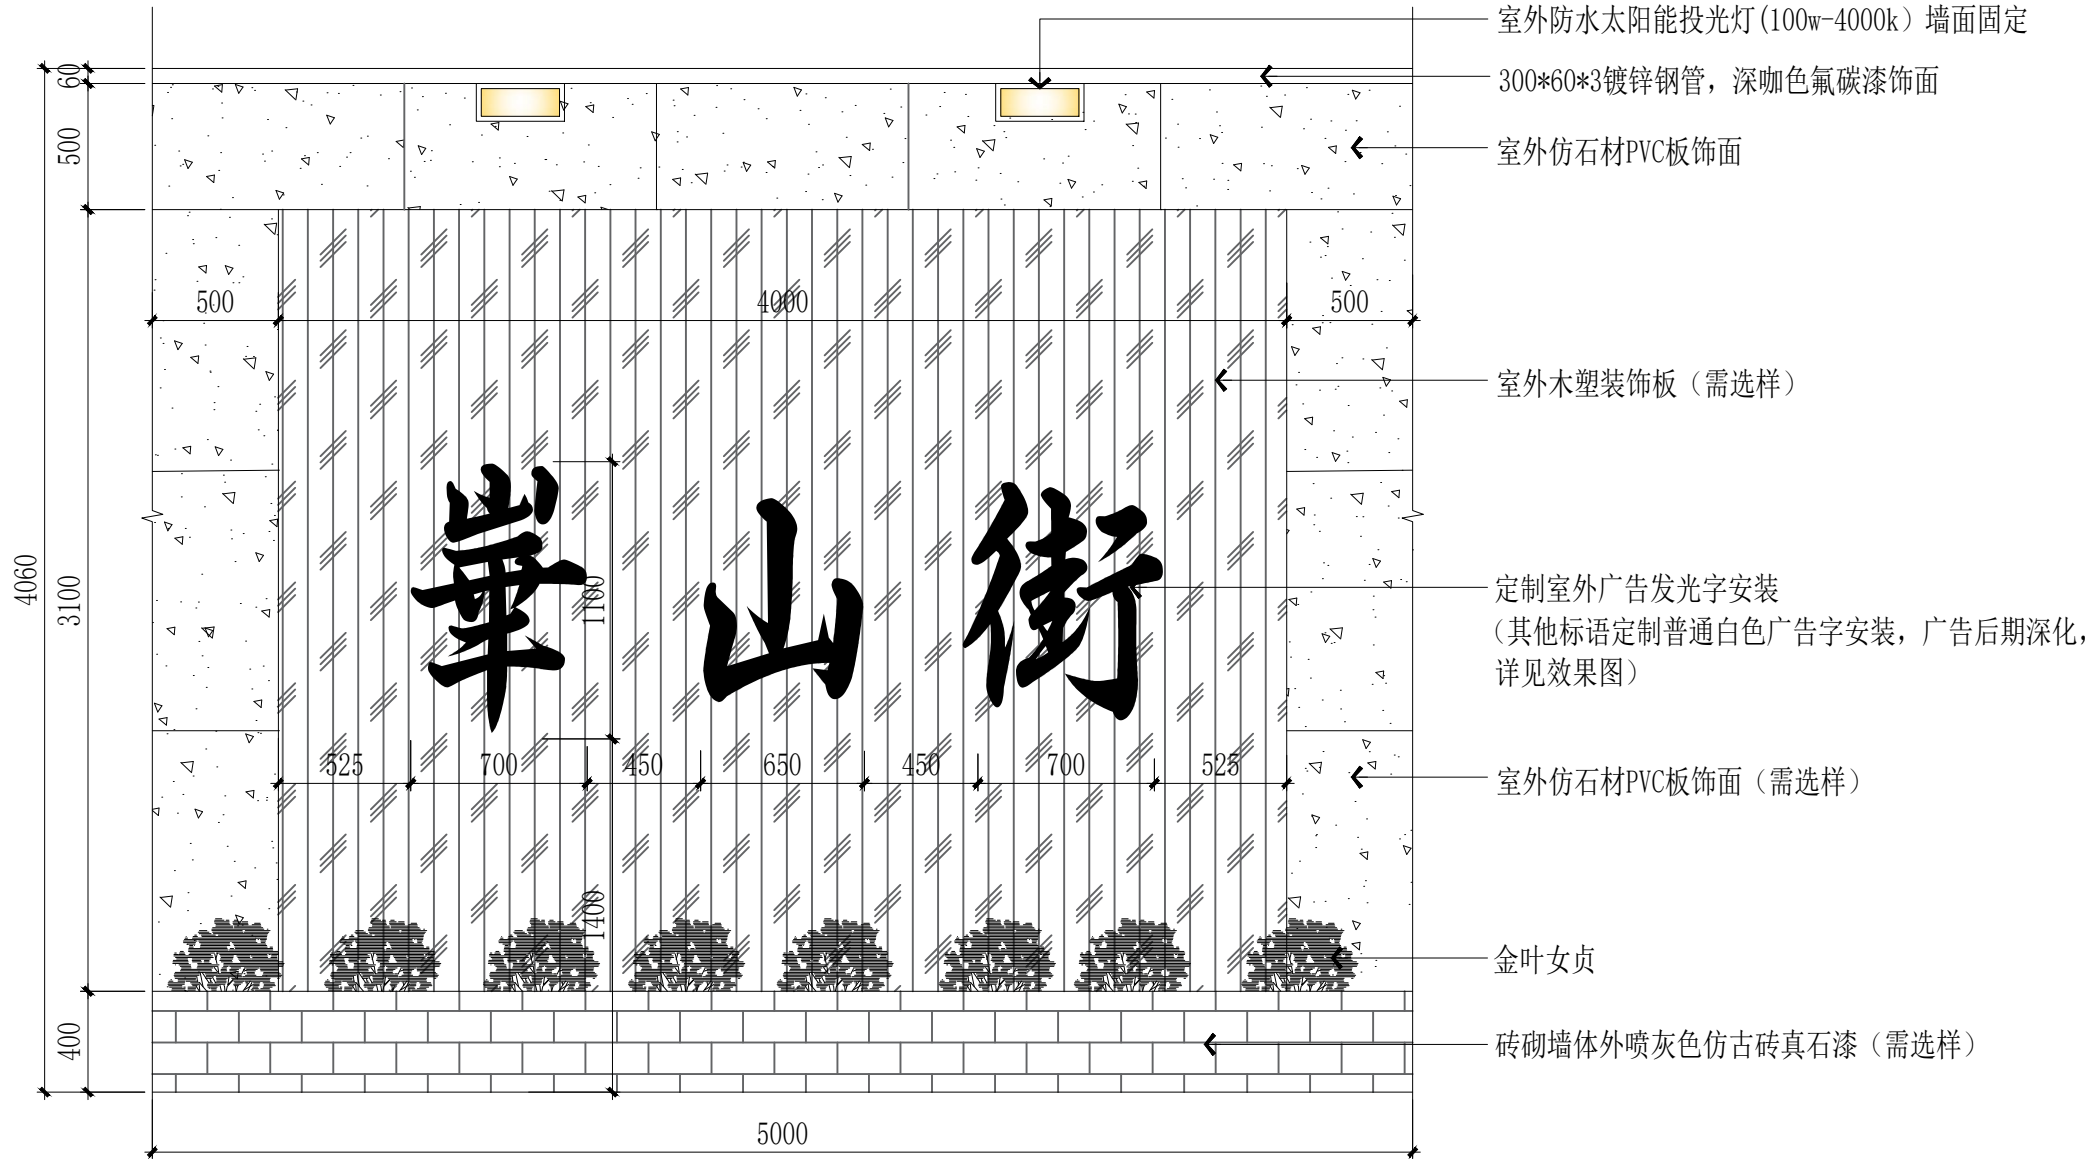 室外防水太阳能投光灯(100w-4000k）墙面固定
60
300*60*3镀锌钢管，深咖色氟碳漆饰面
500
室外仿石材PVC板饰面
500
4000
500
室外木塑装饰板（需选样）
4060
3100
華山街
1100
定制室外广告发光字安装
（其他标语定制普通白色广告字安装，广告后期深化，
详见效果图）
525
700
450
650
450
700
525
室外仿石材PVC板饰面（需选样）
1400
金叶女贞
400
砖砌墙体外喷灰色仿古砖真石漆（需选样）
5000